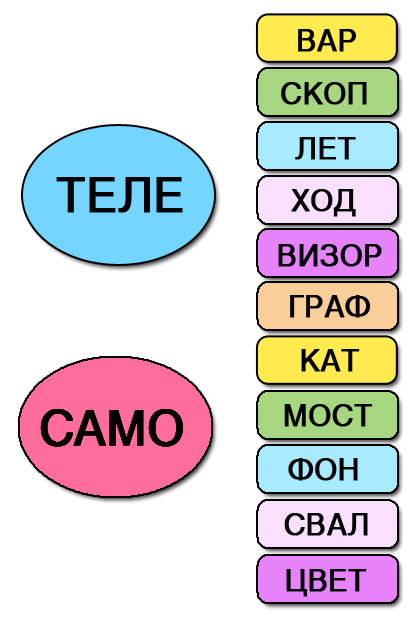 ТЕЛЕ
САМО
ВАР
СКОП
ЛЕТ
ХОД
ВИЗОР
ГРАФ
КАТ
МОСТ
ФОН
СВАЛ
ЦВЕТ